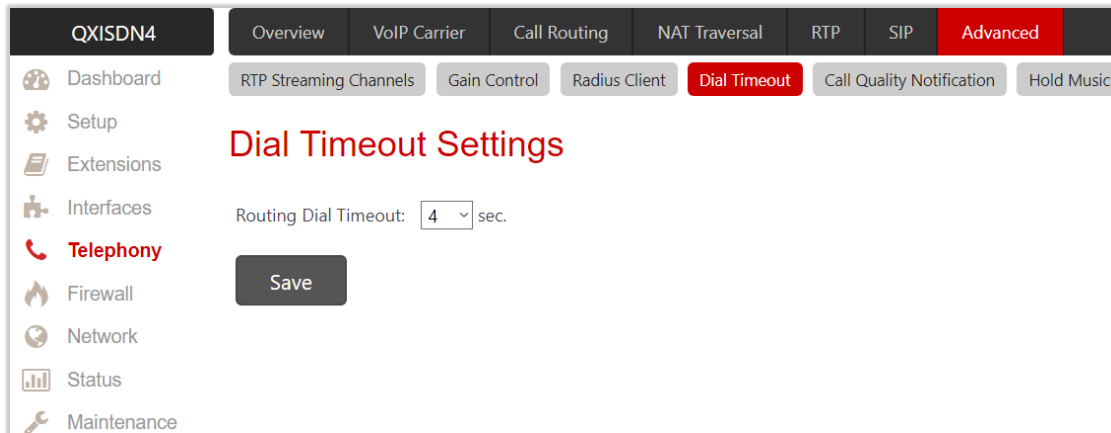 QXISDN4
Overview VoIP Carrier Call Routing NAT Traversal RTP SIP Advanced
RTP Streaming Channels Gain Control Radius Client Dial Timeout Call Quality Notification Hold Music
Dashboard
Setup
Extensions
Interfaces
Telephony
Firewall
Network
Status
Maintenance
Dial Timeout Settings
Routing Dial Timeout: 4 sec.
Save